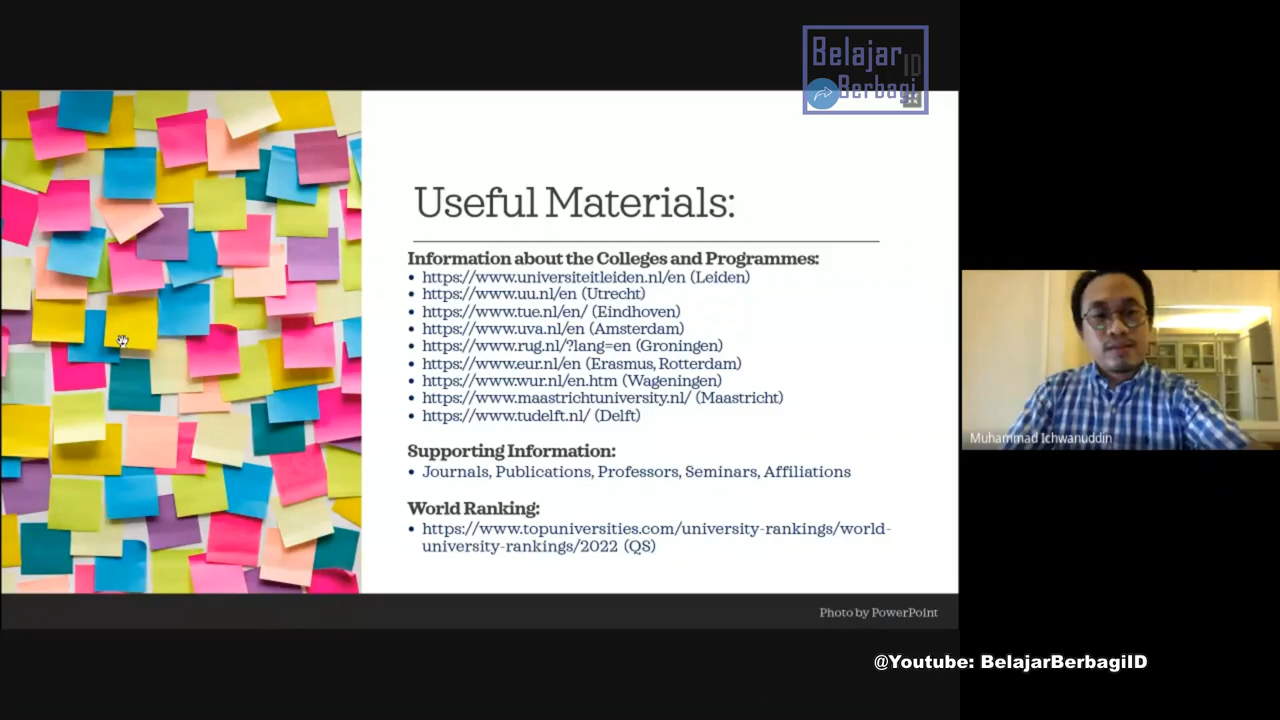 Belajar ID
Berbagi
Useful Materials:
Information about the Colleges and Programmes:
• https://www.universiteitleiden.nl/en (Leiden)
• https://www.uu.nl/en (Utrecht)
• https://www.tue.nl/en/ (Eindhoven)
• https://www.uva.nl/en (Amsterdam)
• https://www.rug.nl/?lang=en (Groningen)
• https://www.eur.nl/en (Erasmus, Rotterdam)
• https://www.wur.nl/en.htm (Wageningen)
• https://www.maastrichtuniversity.nl/ (Maastricht)
• https://www.tudelft.nl/ (Delft)
Supporting Information:
• Journals, Publications, Professors, Seminars, Affiliations
World Ranking:
• https://www.topuniversities.com/university-rankings/world-
university-rankings/2022 (QS)
Photo by PowerPoint
Muhammad Ichwanuddin
@Youtube: BelajarBerbagiID